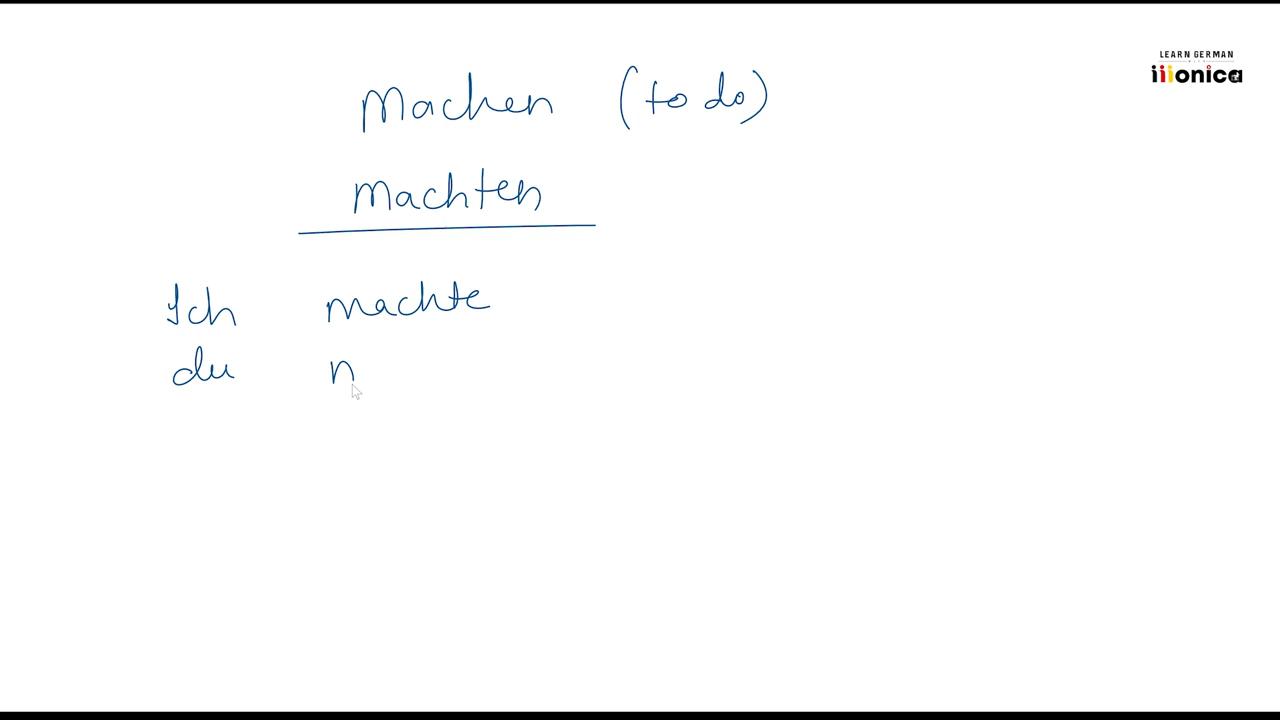 LEARN GERMAN
Machen (to do)
Machten
Ich machte
du n